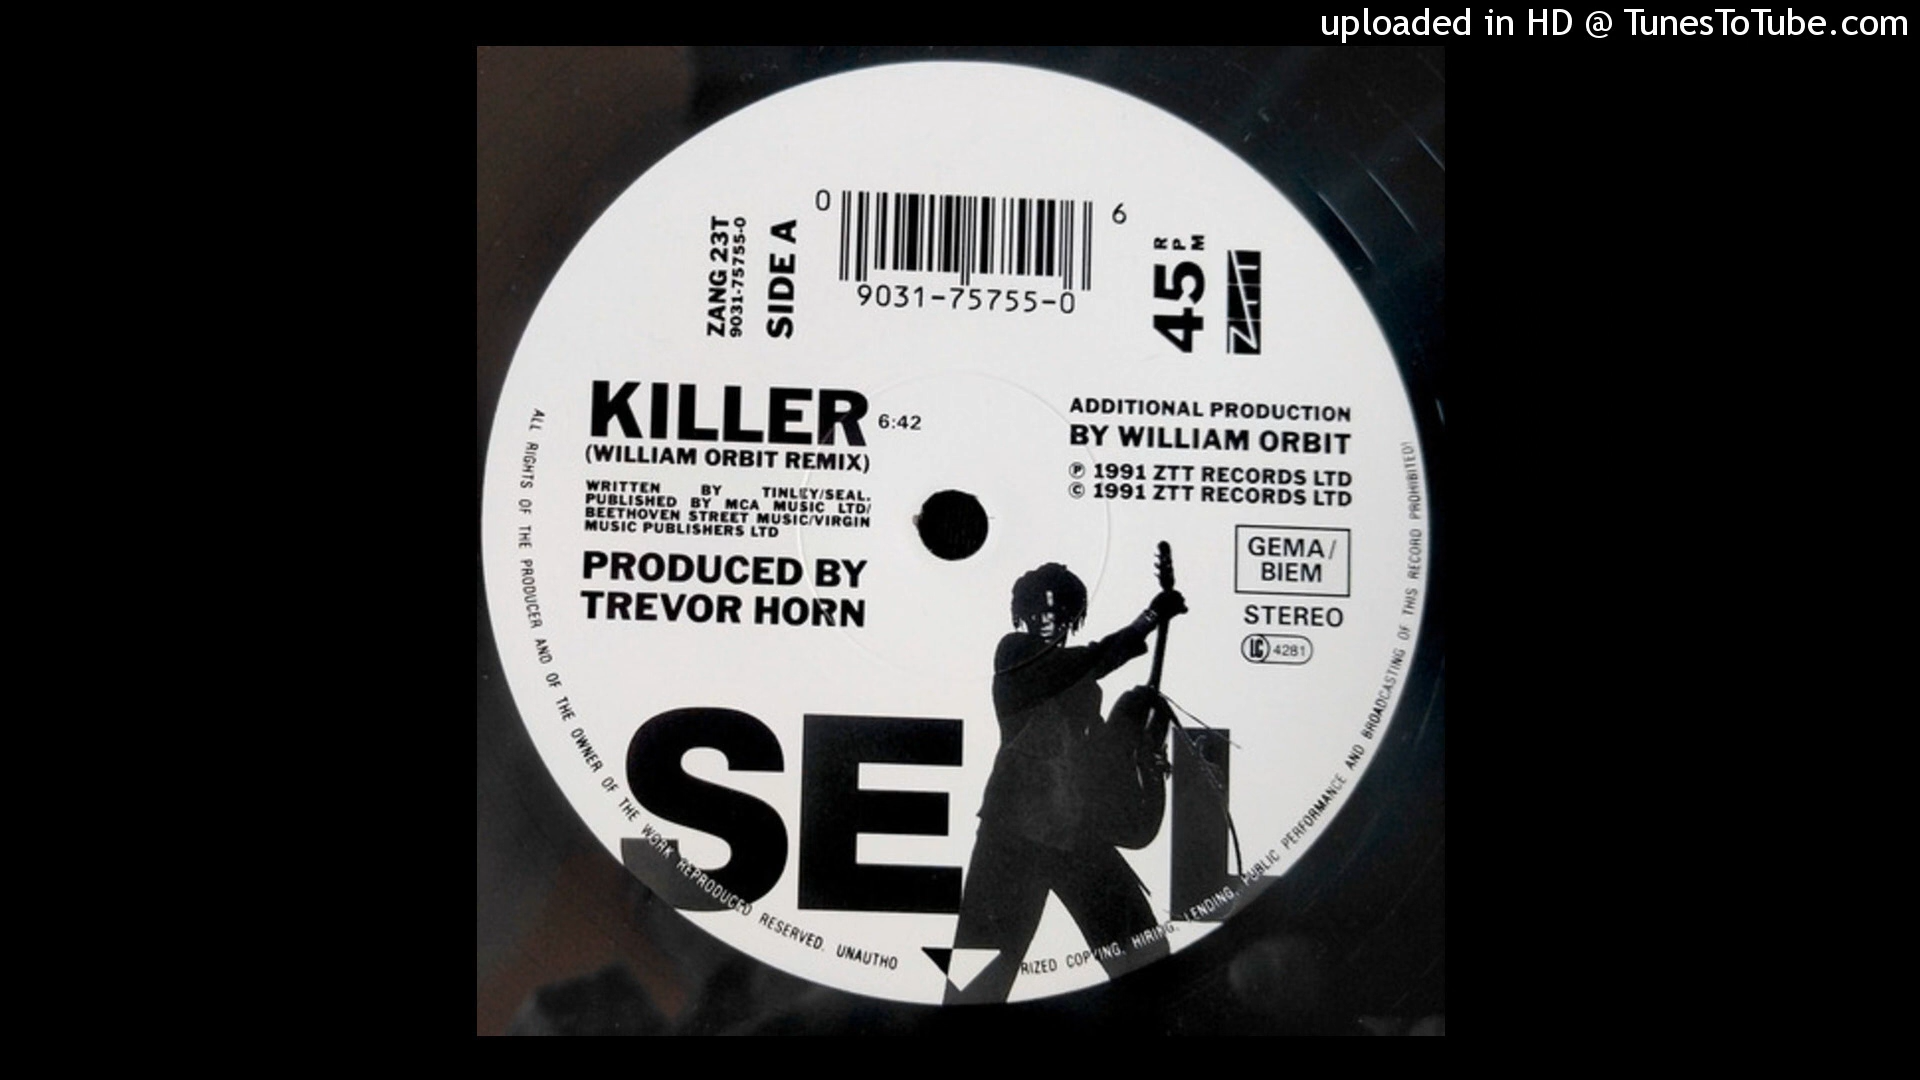 uploaded in HD @ TunesToTube.com
ZANG 23T
9031-75755-0
SIDE A
0
6
9031-75755-0
45
RPM
ZTT
KILLER 6:42
(WILLIAM ORBIT REMIX)
WRITTEN BY TINLEY/SEAL.
PUBLISHED BY MCA MUSIC LTD/
BEETHOVEN STREET MUSIC/VIRGIN
MUSIC PUBLISHERS LTD
PRODUCED BY
TREVOR HORN
ADDITIONAL PRODUCTION
BY WILLIAM ORBIT
℗ 1991 ZTT RECORDS LTD
© 1991 ZTT RECORDS LTD
GEMA/
BIEM
STEREO
LC 4281
SEAL
ALL RIGHTS OF THE PRODUCER AND OF THE OWNER OF THE WORK REPRODUCED RESERVED. UNAUTHORIZED COPYING, HIRING, LENDING, PUBLIC PERFORMANCE AND BROADCASTING OF THIS RECORD PROHIBITED!